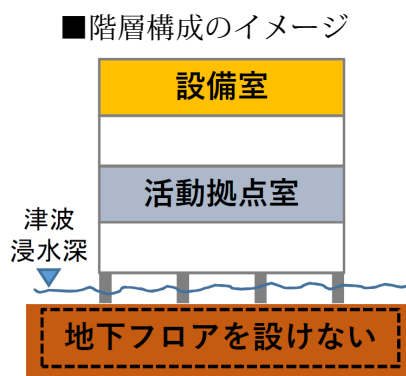 ■階層構成のイメージ
設備室
活動拠点室
津波
浸水深
地下フロアを設けない